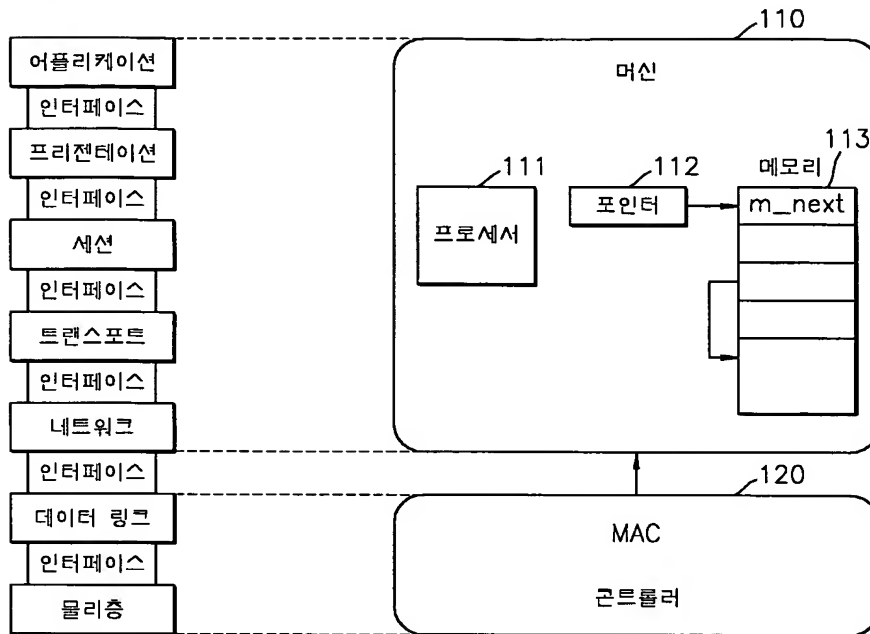 110
어플리케이션
인터페이스
프리젠테이션
인터페이스
세션
인터페이스
트랜스포트
인터페이스
네트워크
인터페이스
데이터 링크
인터페이스
물리층
머신
111
프로세서
112
포인터
메모리
113
m_next
120
MAC
콘트롤러